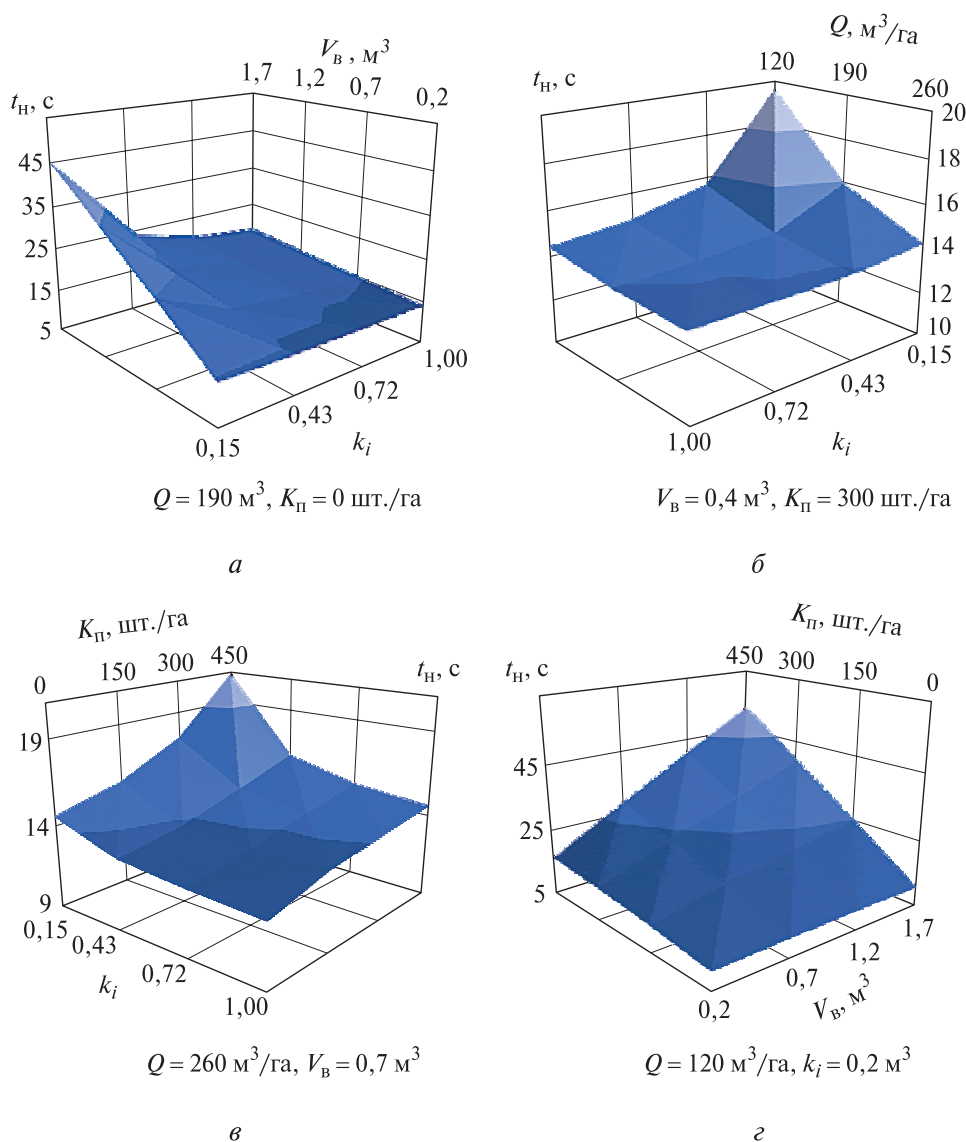 V_в, м³
1,7 1,2 0,7 0,2
t_н, с
45
35
25
15
5
0,15 0,43 0,72 1,00
k_i
Q = 190 м³, K_п = 0 шт./га
а
Q, м³/га
120 190 260
t_н, с
20
18
16
14
12
10
1,00 0,72 0,43 0,15
k_i
V_в = 0,4 м³, K_п = 300 шт./га
б
K_п, шт./га
0 150 300 450
t_н, с
19
14
9
0,15 0,43 0,72 1,00
k_i
Q = 260 м³/га, V_в = 0,7 м³
в
K_п, шт./га
450 300 150 0
t_н, с
45
25
5
0,2 0,7 1,2 1,7
V_в, м³
Q = 120 м³/га, k_i = 0,2 м³
г